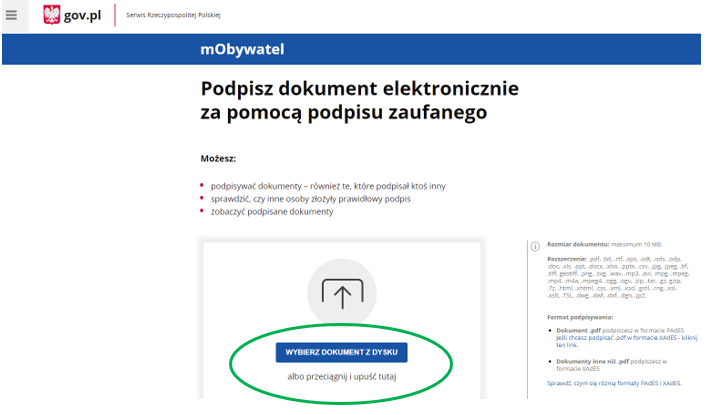 gov.pl
Serwis Rzeczypospolitej Polskiej
mObywatel
Podpisz dokument elektronicznie
za pomocą podpisu zaufanego
Możesz:
podpisywać dokumenty – również te, które podpisał ktoś inny
sprawdzić, czy inne osoby złożyły prawidłowy podpis
zobaczyć podpisane dokumenty
WYBIERZ DOKUMENT Z DYSKU
albo przeciągnij i upuść tutaj
Rozmiar dokumentu: maksimum 10 MB.
Rozszerzenie: .pdf, .txt, .rtf, .xps, .odt, .ods, .odp,
.doc, .xls, .ppt, .docx, .xlsx, .pptx, .csv, .jpg, .jpeg, .tif,
.tiff, .geotiff, .png, .svg, .wav, .mp3, .avi, .mpg, .mpeg,
.mp4, .m4a, .mpeg4, .ogg, .ogv, .zip, .tar, .gz, .gzip,
.7z, .html, .xhtml, .css, .xml, .xsd, .gml, .rng, .xsl,
.xslt, .TSL, .dwg, .dwf, .dxf, .dgn, .jp2.
Format podpisywania:
Dokument .pdf podpiszesz w formacie PAdES
Jeśli chcesz podpisać .pdf w formacie XAdES - kliknij
ten link.
Dokumenty inne niż .pdf podpiszesz w
formacie XAdES
Sprawdź, czym się różnią formaty PAdES i XAdES.